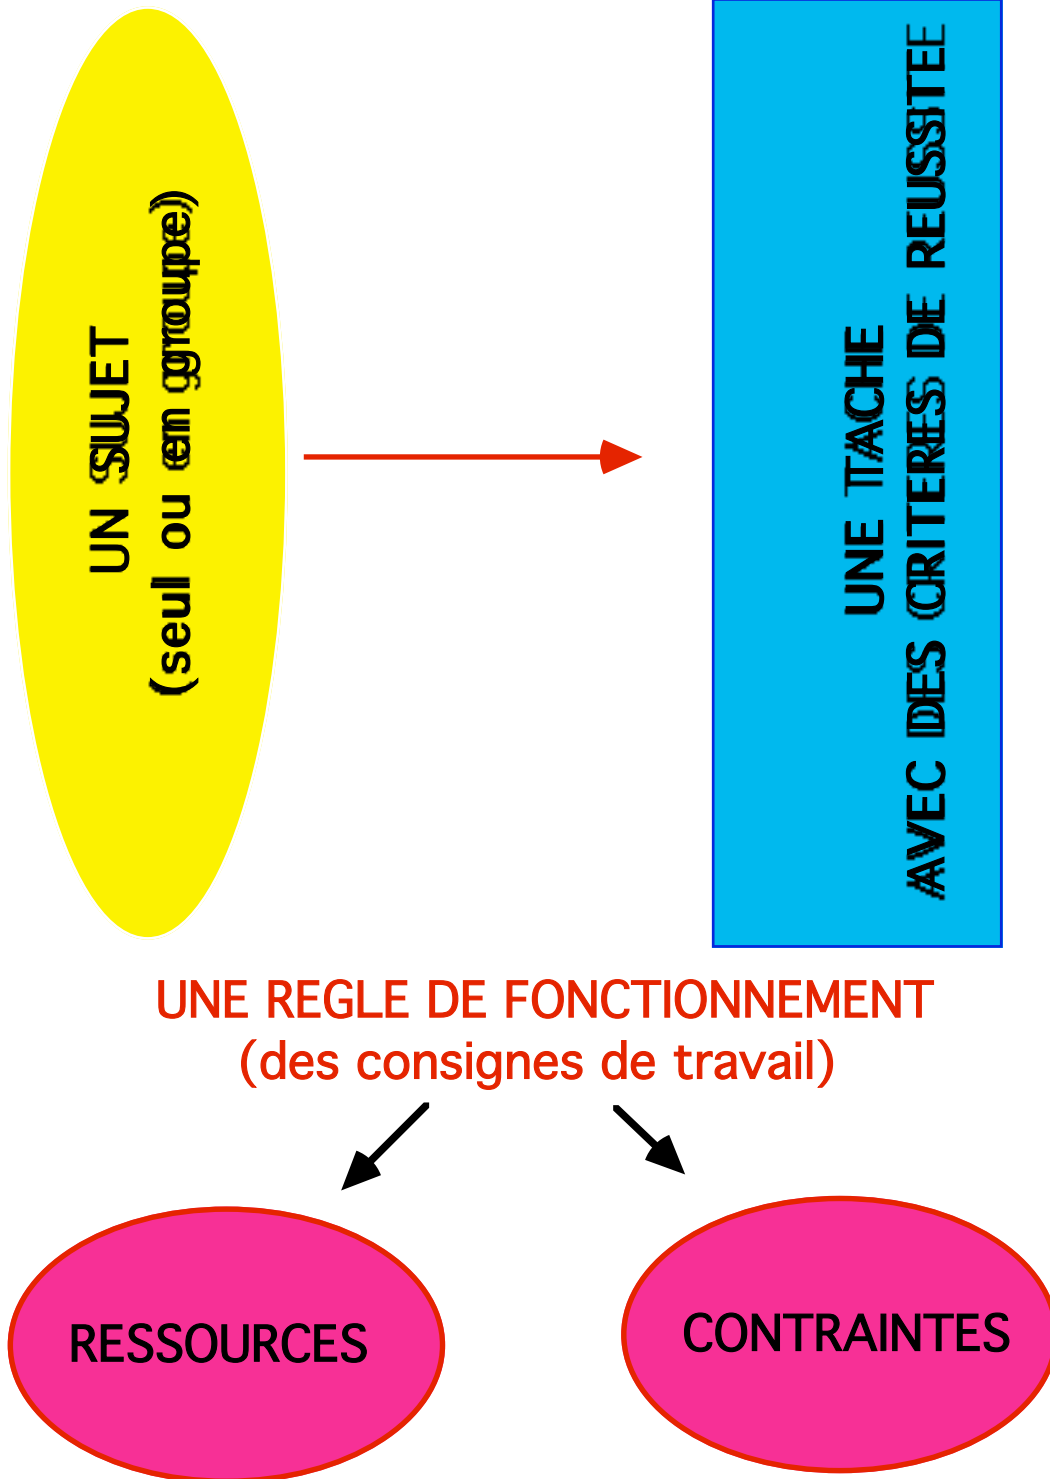 UN SUJET
(seul ou en groupe)
UNE TACHE
AVEC DES CRITERES DE REUSSITE
UNE REGLE DE FONCTIONNEMENT
(des consignes de travail)
RESSOURCES
CONTRAINTES